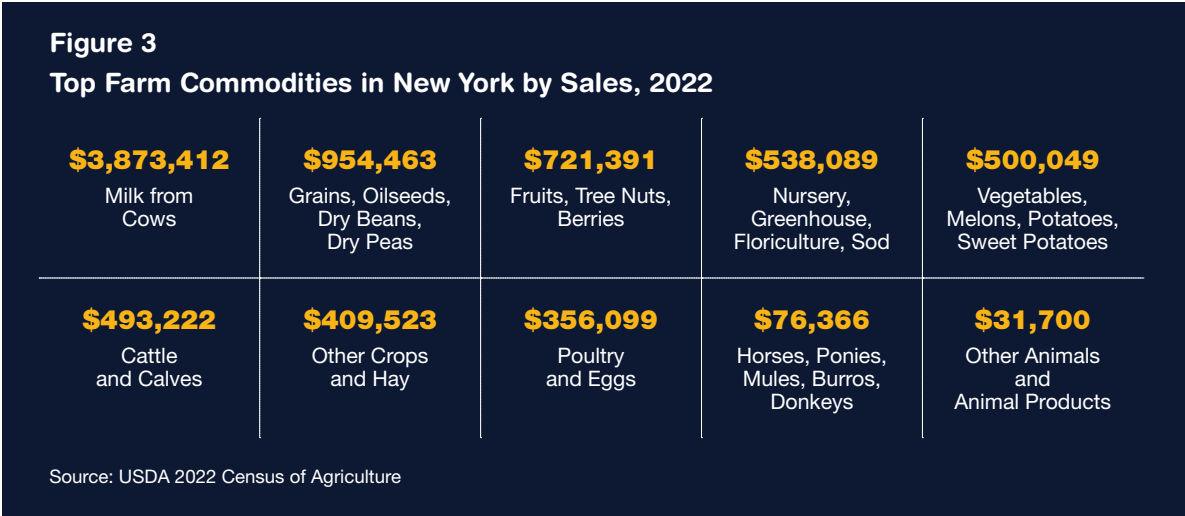 Figure 3
Top Farm Commodities in New York by Sales, 2022
$3,873,412
Milk from
Cows
$954,463
Grains, Oilseeds,
Dry Beans,
Dry Peas
$721,391
Fruits, Tree Nuts,
Berries
$538,089
Nursery,
Greenhouse,
Floriculture, Sod
$500,049
Vegetables,
Melons, Potatoes,
Sweet Potatoes
$493,222
Cattle
and Calves
$409,523
Other Crops
and Hay
$356,099
Poultry
and Eggs
$76,366
Horses, Ponies,
Mules, Burros,
Donkeys
$31,700
Other Animals
and
Animal Products
Source: USDA 2022 Census of Agriculture